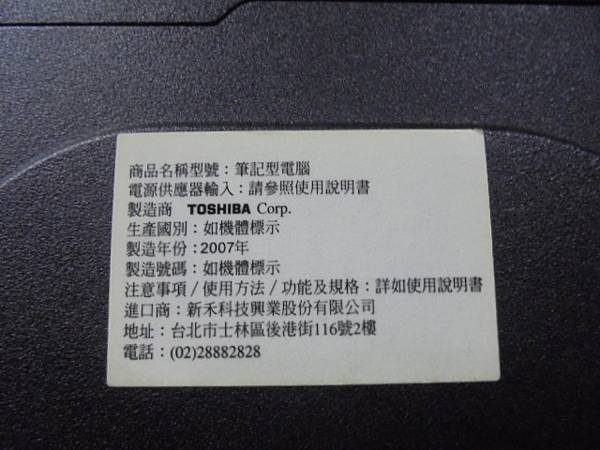 商品名稱型號：筆記型電腦
電源供應器輸入：請參照使用說明書
製造商 TOSHIBA Corp.
生產國別：如機體標示
製造年份：2007年
製造號碼：如機體標示
注意事項/使用方法/功能及規格：詳如使用說明書
進口商：新禾科技興業股份有限公司
地址：台北市士林區後港街116號2樓
電話：(02)28882828